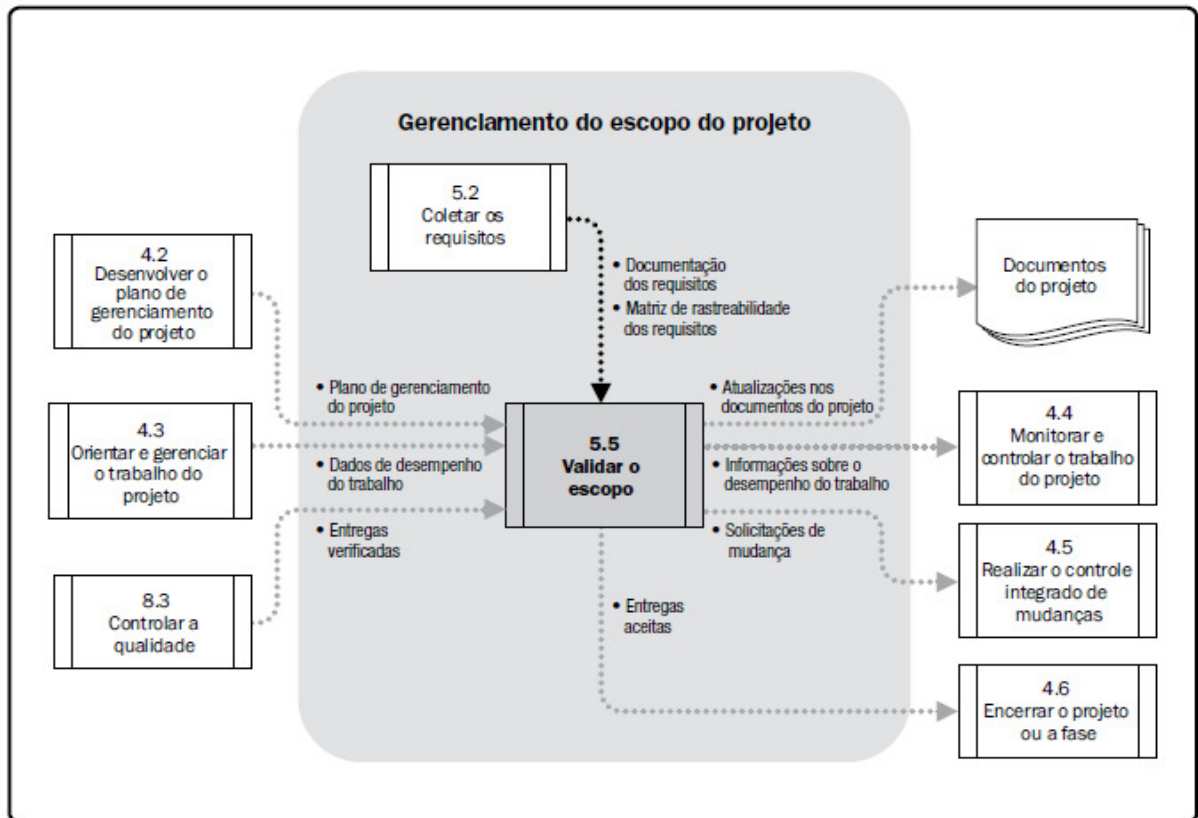 Gerenciamento do escopo do projeto
5.2
Coletar os
requisitos
4.2
Desenvolver o
plano de
gerenciamento
do projeto
Documentos
do projeto
• Documentação
dos requisitos
• Matriz de rastreabilidade
dos requisitos
• Plano de gerenciamento
do projeto
• Atualizações nos
documentos do projeto
4.3
Orientar e gerenciar
o trabalho do
projeto
5.5
Validar o
escopo
4.4
Monitorar e
controlar o trabalho
do projeto
• Dados de desempenho
do trabalho
• Informações sobre o
desempenho do trabalho
• Entregas
verificadas
• Solicitações de
mudança
4.5
Realizar o controle
integrado de
mudanças
8.3
Controlar a
qualidade
• Entregas
aceitas
4.6
Encerrar o projeto
ou a fase